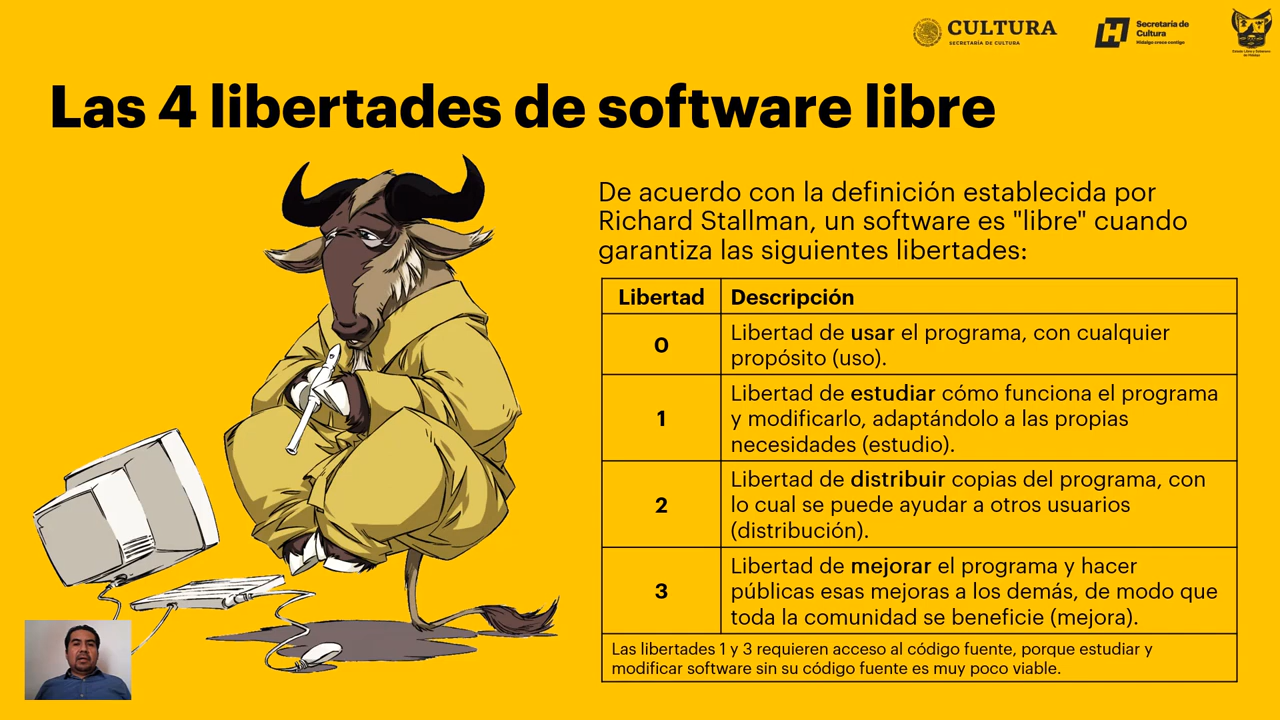 CULTURA
SECRETARÍA DE CULTURA
Secretaría de
Cultura
Hidalgo crece contigo
Las 4 libertades de software libre
De acuerdo con la definición establecida por
Richard Stallman, un software es "libre" cuando
garantiza las siguientes libertades:
Libertad Descripción
0
Libertad de usar el programa, con cualquier
propósito (uso).
1
Libertad de estudiar cómo funciona el programa
y modificarlo, adaptándolo a las propias
necesidades (estudio).
2
Libertad de distribuir copias del programa, con
lo cual se puede ayudar a otros usuarios
(distribución).
3
Libertad de mejorar el programa y hacer
públicas esas mejoras a los demás, de modo que
toda la comunidad se beneficie (mejora).
Las libertades 1 y 3 requieren acceso al código fuente, porque estudiar y
modificar software sin su código fuente es muy poco viable.